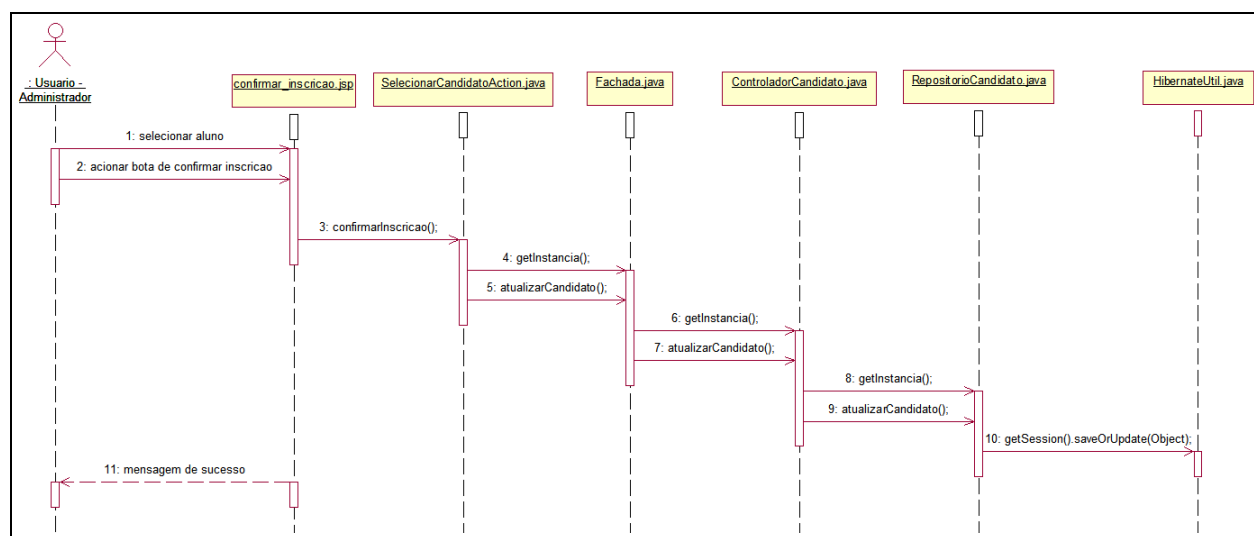 : Usuario -
Administrador
confirmar_inscricao.jsp
SelecionarCandidatoAction.java
Fachada.java
ControladorCandidato.java
RepositorioCandidato.java
HibernateUtil.java
1: selecionar aluno
2: acionar bota de confirmar inscricao
3: confirmarInscricao();
4: getInstancia();
5: atualizarCandidato();
6: getInstancia();
7: atualizarCandidato();
8: getInstancia();
9: atualizarCandidato();
10: getSession().saveOrUpdate(Object);
11: mensagem de sucesso